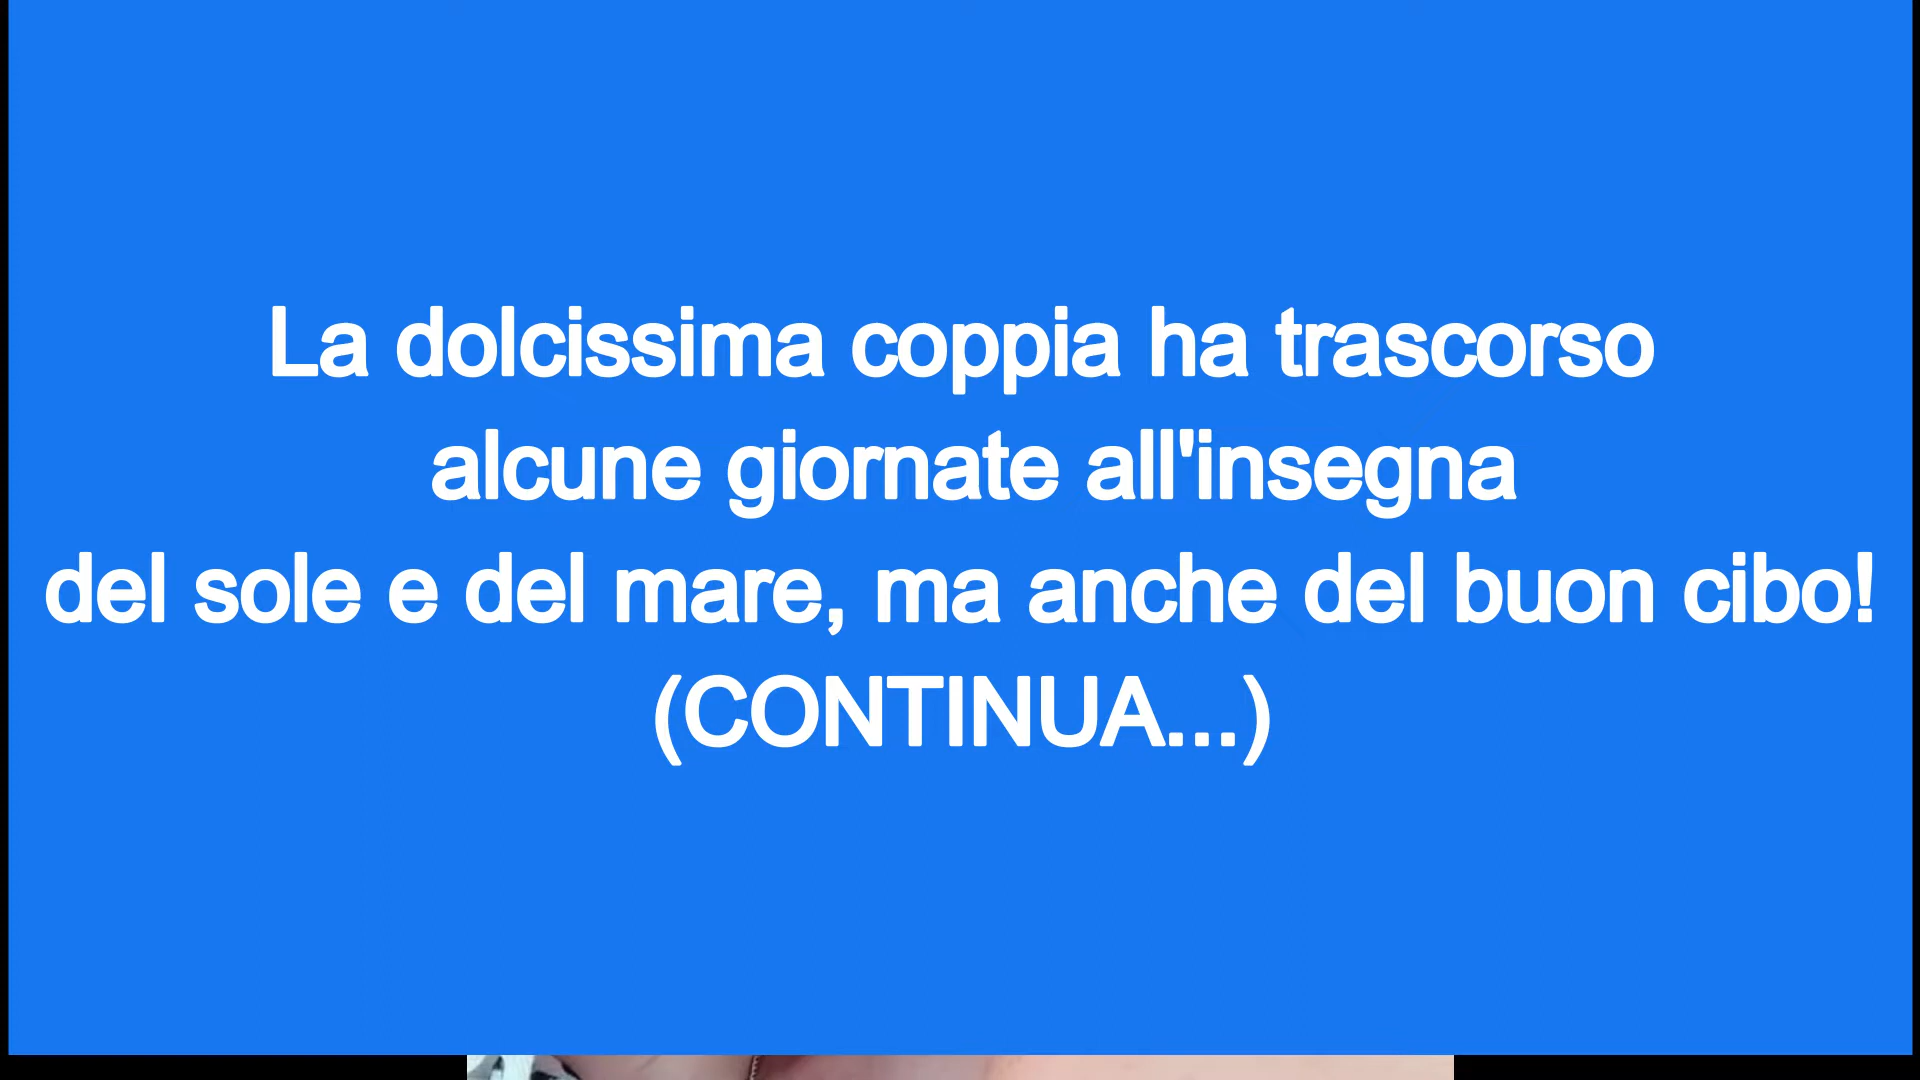 La dolcissima coppia ha trascorso
alcune giornate all'insegna
del sole e del mare, ma anche del buon cibo!
(CONTINUA...)